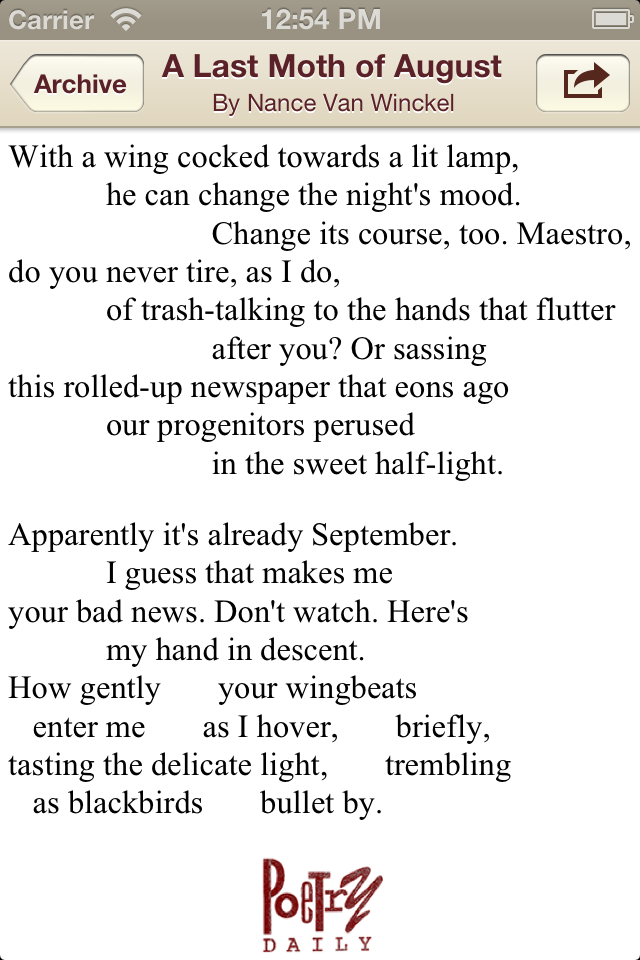 Carrier 12:54 PM
Archive
A Last Moth of August
By Nance Van Winckel
With a wing cocked towards a lit lamp,
he can change the night's mood.
Change its course, too. Maestro,
do you never tire, as I do,
of trash-talking to the hands that flutter
after you? Or sassing
this rolled-up newspaper that eons ago
our progenitors perused
in the sweet half-light.
Apparently it's already September.
I guess that makes me
your bad news. Don't watch. Here's
my hand in descent.
How gently your wingbeats
enter me as I hover, briefly,
tasting the delicate light, trembling
as blackbirds bullet by.
POETRY
DAILY